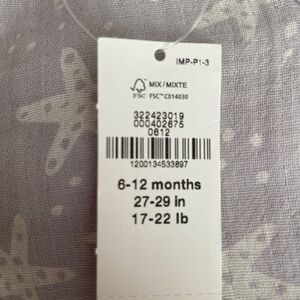 IMP-P1-3
MIX/MIXTE
FSC FSC™ C014030
322423019
000402675
0612
1200134533897
6-12 months
27-29 in
17-22 lb